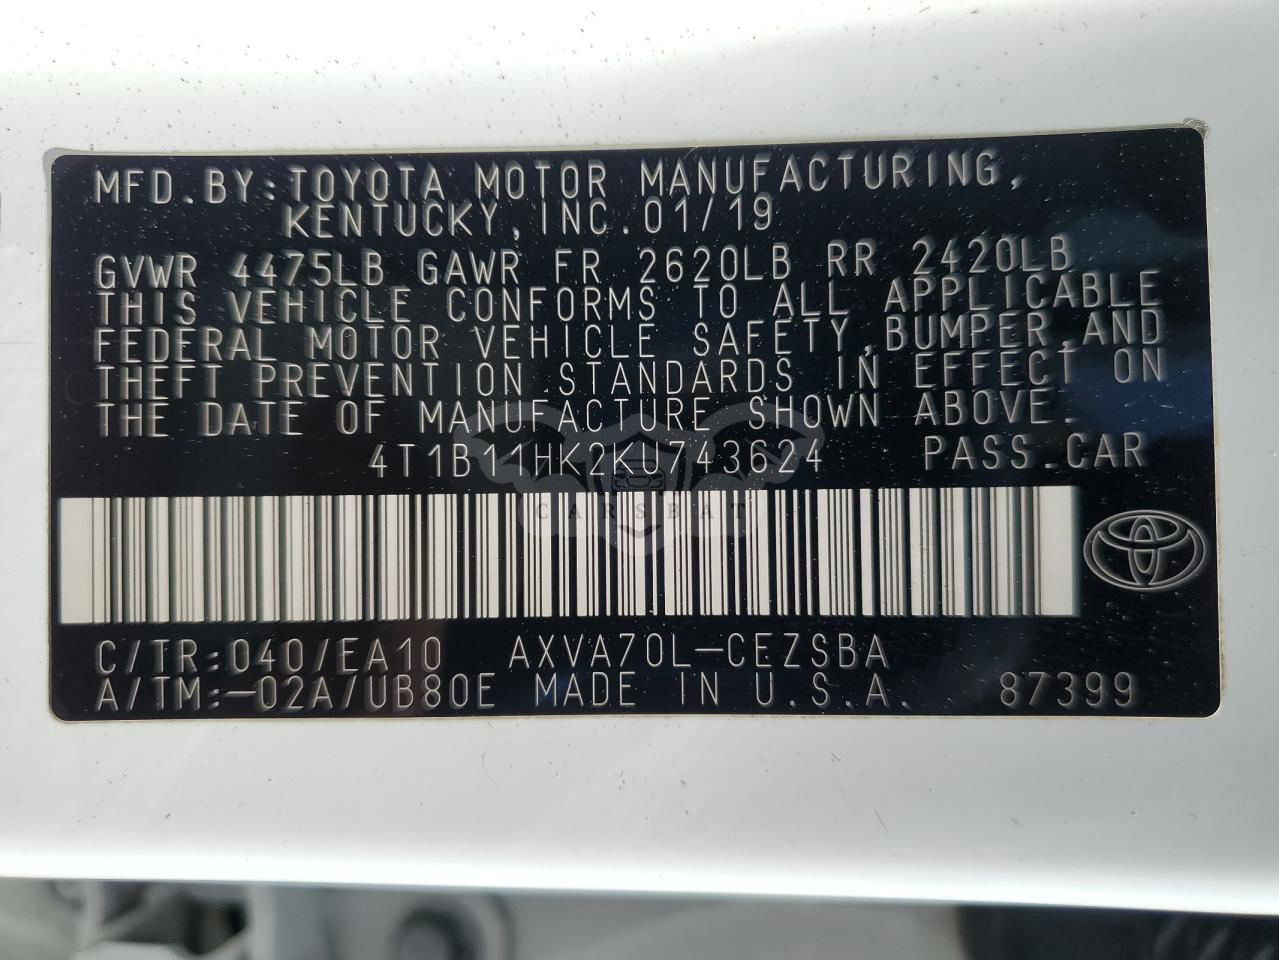 MFD.BY:TOYOTA MOTOR MANUFACTURING,
KENTUCKY,INC.01/19
GVWR 4475LB GAWR FR 2620LB RR 2420LB
THIS VEHICLE CONFORMS TO ALL APPLICABLE
FEDERAL MOTOR VEHICLE SAFETY,BUMPER,AND
THEFT PREVENTION STANDARDS IN EFFECT ON
THE DATE OF MANUFACTURE SHOWN ABOVE.
4T1B11HK2KU743624 PASS.CAR
CARSBAT
C/TR:040/EA10 AXVA70L-CEZSBA
A/TM:-02A/UB80E MADE IN U.S.A. 87399